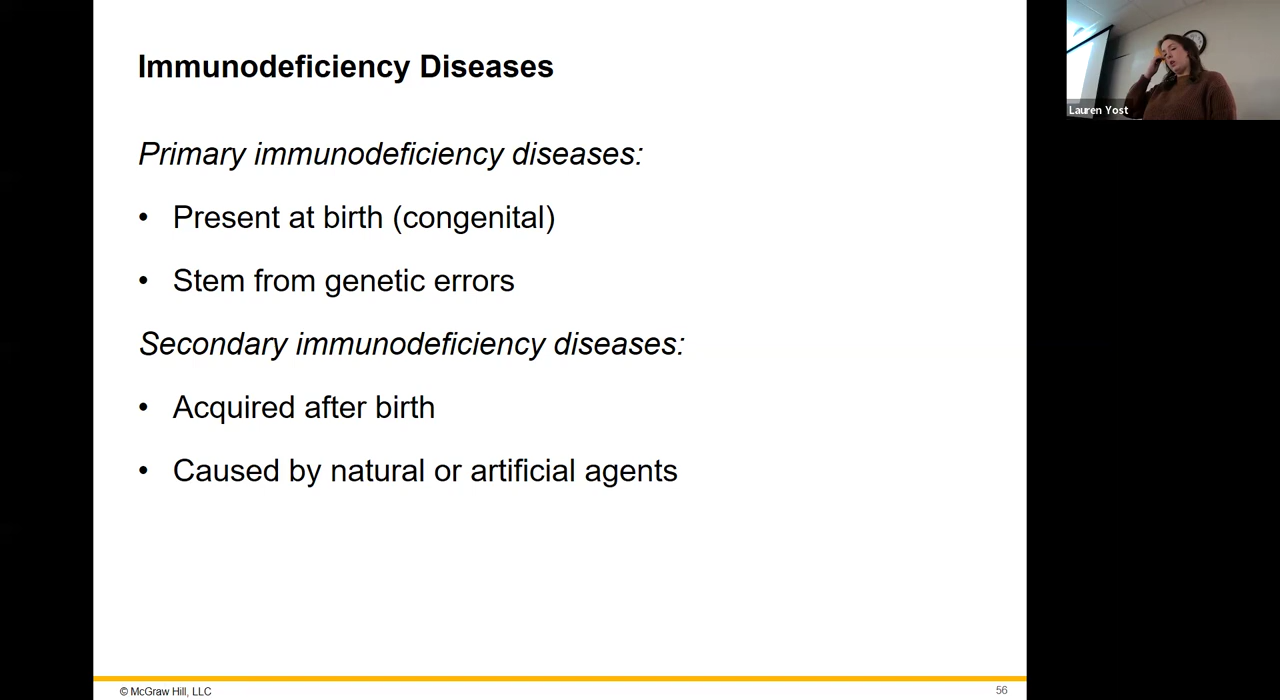 Immunodeficiency Diseases
Primary immunodeficiency diseases:
• Present at birth (congenital)
• Stem from genetic errors
Secondary immunodeficiency diseases:
• Acquired after birth
• Caused by natural or artificial agents
© McGraw Hill, LLC
56
Lauren Yost